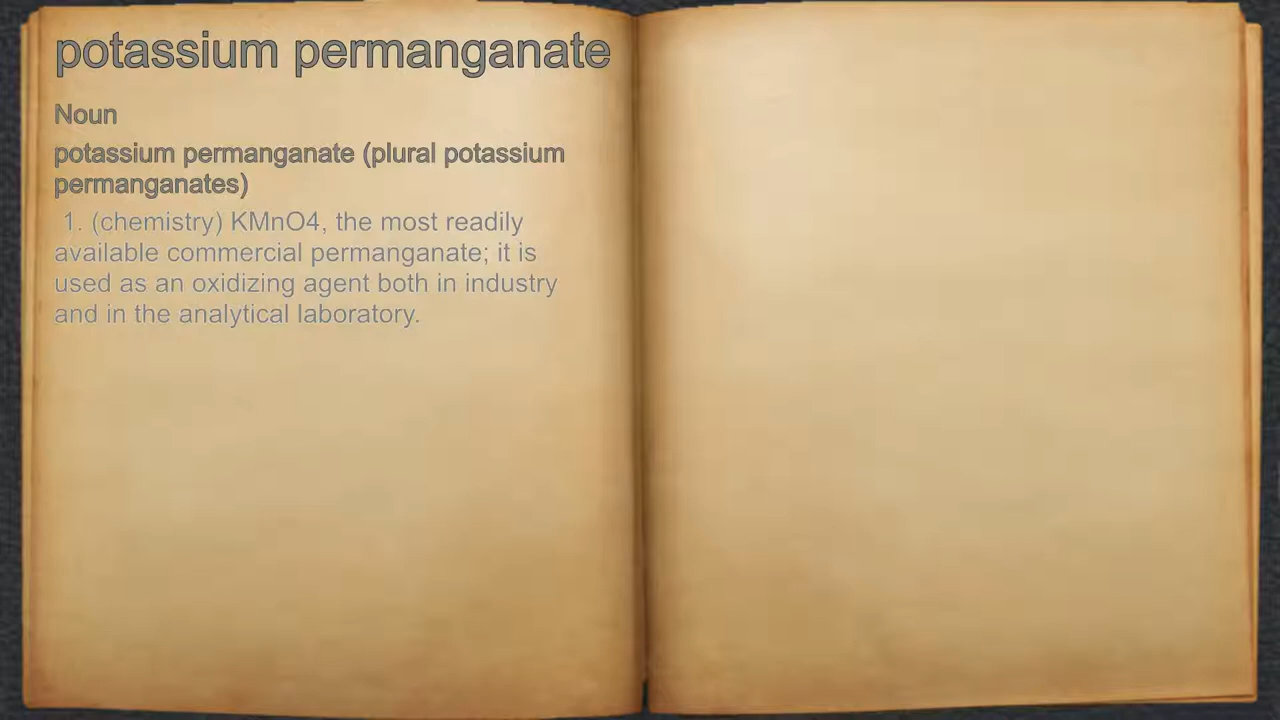 potassium permanganate
Noun
potassium permanganate (plural potassium
permanganates)
1. (chemistry) KMnO4, the most readily
available commercial permanganate; it is
used as an oxidizing agent both in industry
and in the analytical laboratory.